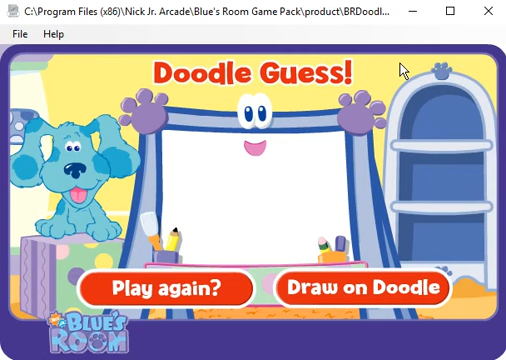 C:\Program Files (x86)\Nick Jr. Arcade\Blue's Room Game Pack\product\BRDoodl...
File Help
Doodle Guess!
Play again? Draw on Doodle
BLUE'S
ROOM